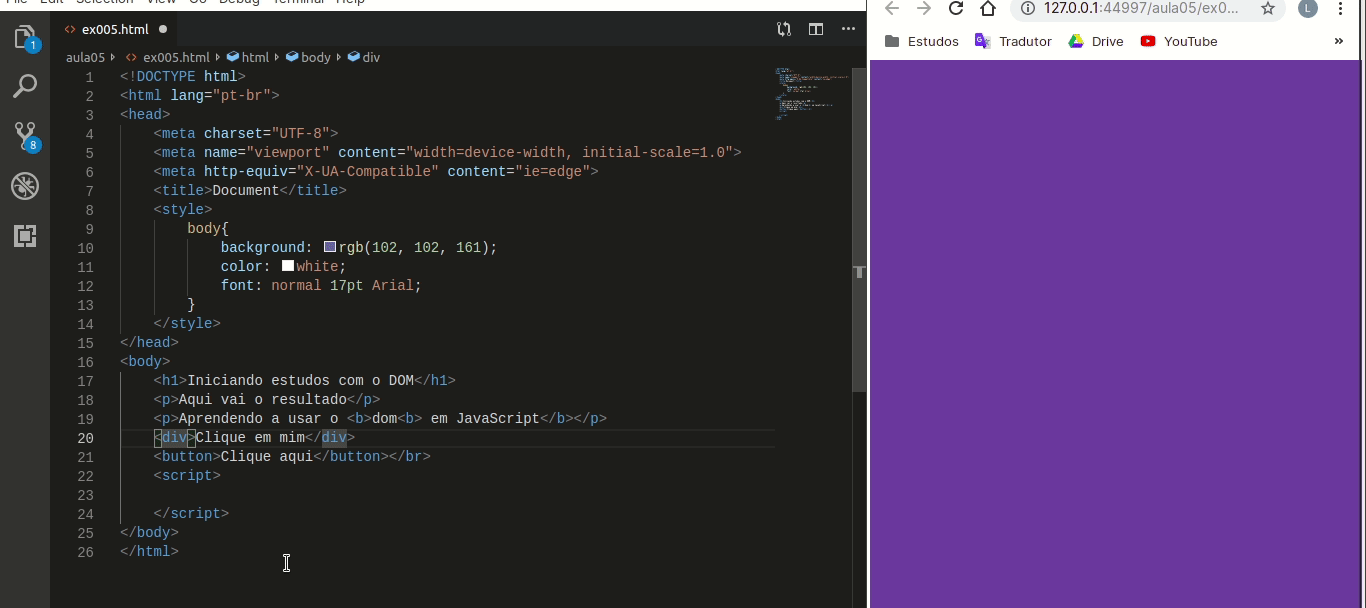 File Edit Selection View Go Debug Terminal Help
ex005.html
127.0.0.1:44997/aula05/ex0...
L
Estudos Tradutor Drive YouTube »
aula05 ex005.html html body div
1
8
1 <!DOCTYPE html>
2 <html lang="pt-br">
3 <head>
4 <meta charset="UTF-8">
5 <meta name="viewport" content="width=device-width, initial-scale=1.0">
6 <meta http-equiv="X-UA-Compatible" content="ie=edge">
7 <title>Document</title>
8 <style>
9 body{
10 background: rgb(102, 102, 161);
11 color: white;
12 font: normal 17pt Arial;
13 }
14 </style>
15 </head>
16 <body>
17 <h1>Iniciando estudos com o DOM</h1>
18 <p>Aqui vai o resultado</p>
19 <p>Aprendendo a usar o <b>dom<b> em JavaScript</b></p>
20 <div>Clique em mim</div>
21 <button>Clique aqui</button></br>
22 <script>
23
24 </script>
25 </body>
26 </html>